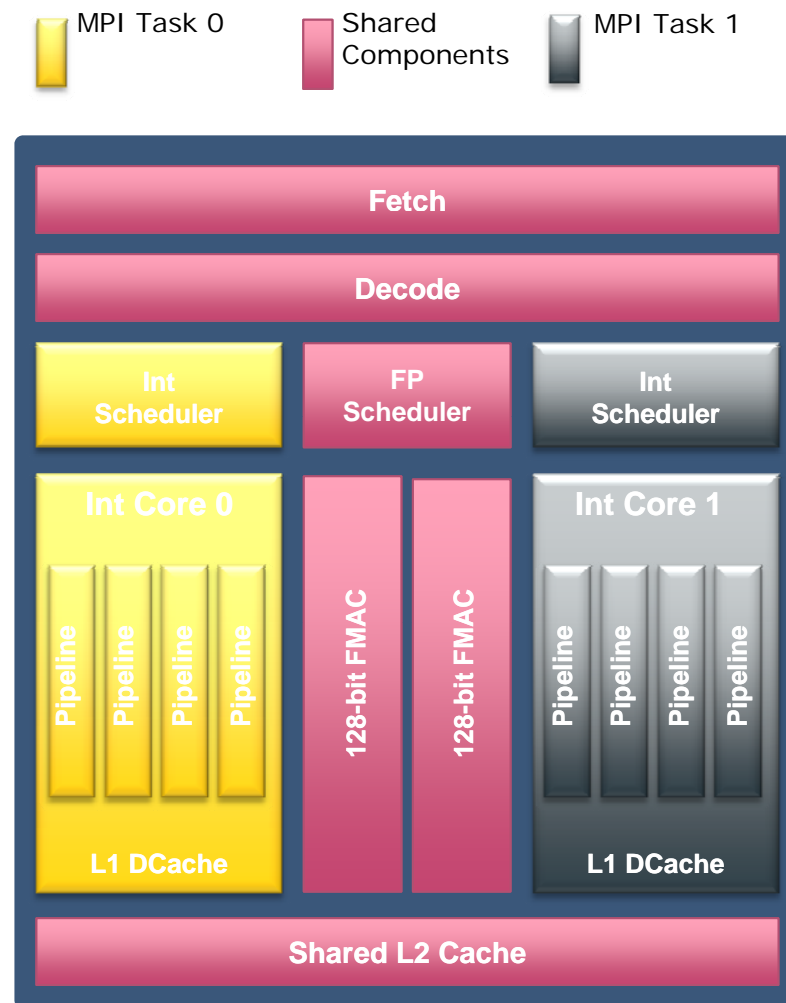 MPI Task 0
Shared
Components
MPI Task 1
Fetch
Decode
Int
Scheduler
FP
Scheduler
Int
Scheduler
Int Core 0
Pipeline
Pipeline
Pipeline
Pipeline
L1 DCache
128-bit FMAC
128-bit FMAC
Int Core 1
Pipeline
Pipeline
Pipeline
Pipeline
L1 DCache
Shared L2 Cache